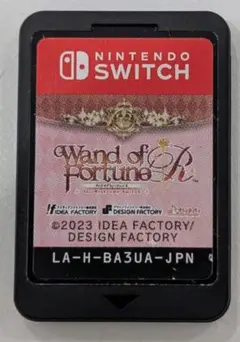 NINTENDO
SWITCH
Wand of
Fortune R
IDEA FACTORY
DESIGN FACTORY
©2023 IDEA FACTORY/
DESIGN FACTORY
LA-H-BA3UA-JPN